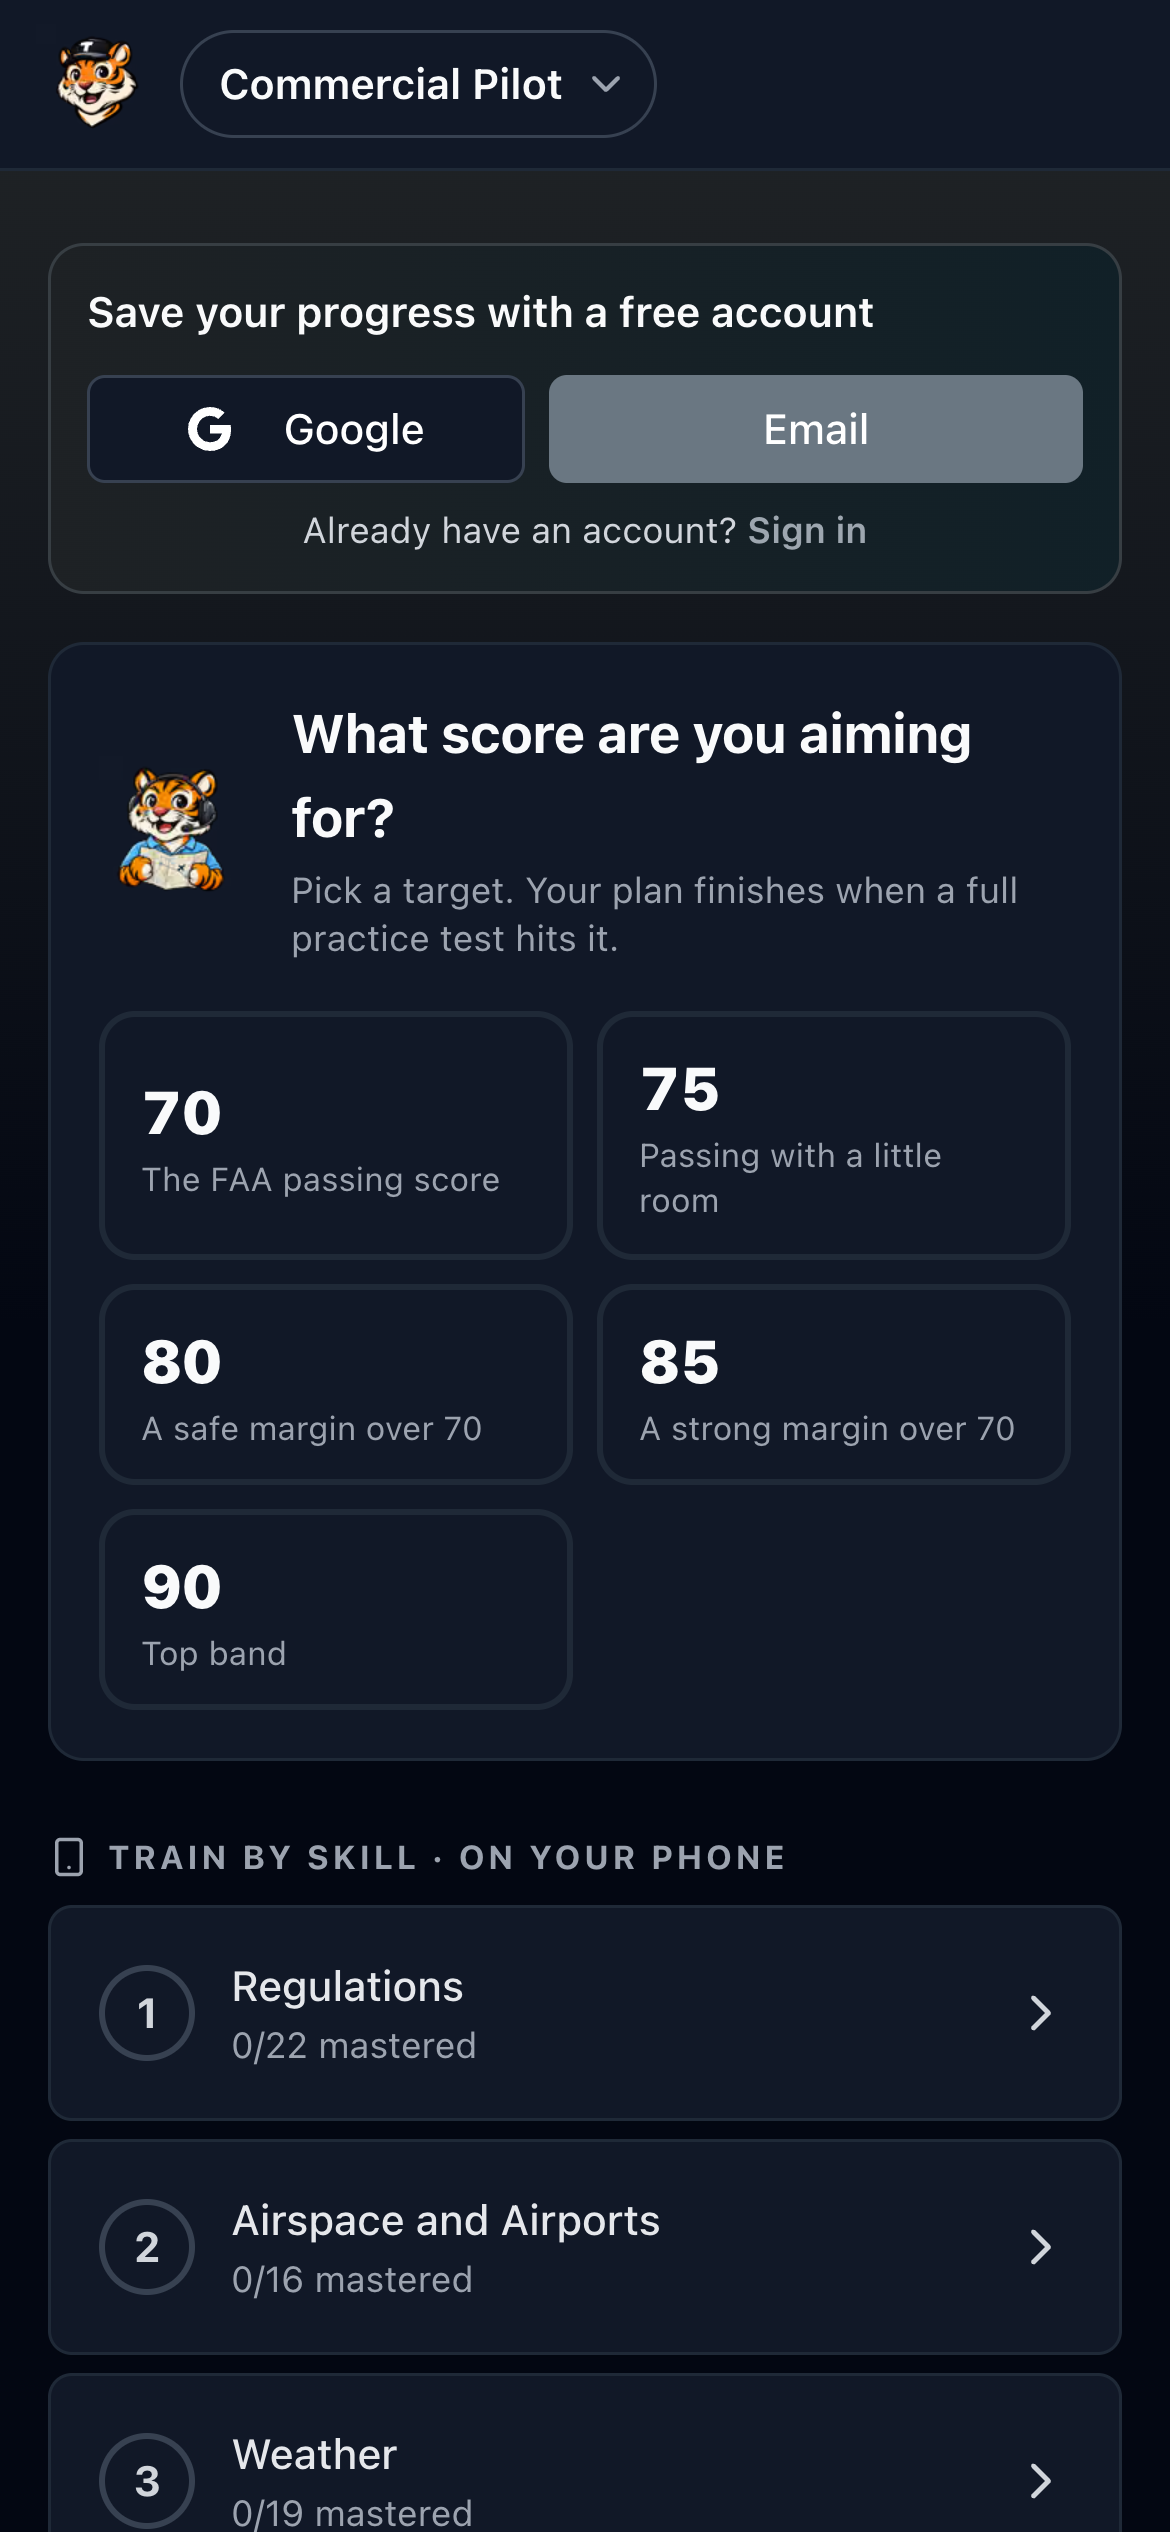 Commercial Pilot
Save your progress with a free account
Google
Email
Already have an account? Sign in
What score are you aiming
for?
Pick a target. Your plan finishes when a full
practice test hits it.
70
The FAA passing score
75
Passing with a little
room
80
A safe margin over 70
85
A strong margin over 70
90
Top band
TRAIN BY SKILL · ON YOUR PHONE
1
Regulations
0/22 mastered
2
Airspace and Airports
0/16 mastered
3
Weather
0/19 mastered